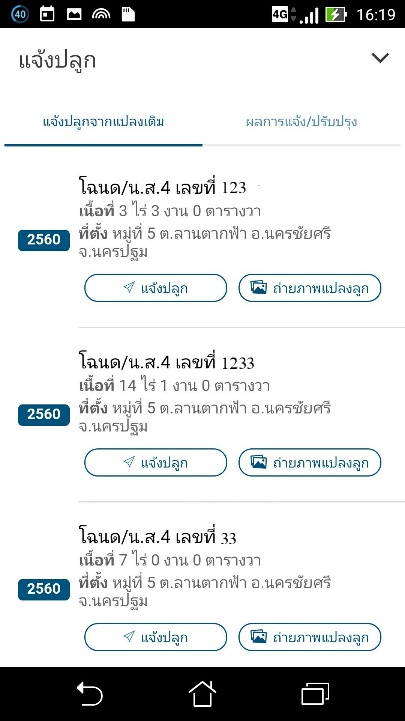 40
4G
16:19
แจ้งปลูก
แจ้งปลูกจากแปลงเดิม
ผลการแจ้ง/ปรับปรุง
โฉนด/น.ส.4 เลขที่ 123
เนื้อที่ 3 ไร่ 3 งาน 0 ตารางวา
2560
ที่ตั้ง หมู่ที่ 5 ต.ลานตากฟ้า อ.นครชัยศรี
จ.นครปฐม
แจ้งปลูก
ถ่ายภาพแปลงลูก
โฉนด/น.ส.4 เลขที่ 1233
เนื้อที่ 14 ไร่ 1 งาน 0 ตารางวา
2560
ที่ตั้ง หมู่ที่ 5 ต.ลานตากฟ้า อ.นครชัยศรี
จ.นครปฐม
แจ้งปลูก
ถ่ายภาพแปลงลูก
โฉนด/น.ส.4 เลขที่ 33
เนื้อที่ 7 ไร่ 0 งาน 0 ตารางวา
2560
ที่ตั้ง หมู่ที่ 5 ต.ลานตากฟ้า อ.นครชัยศรี
จ.นครปฐม
แจ้งปลูก
ถ่ายภาพแปลงลูก